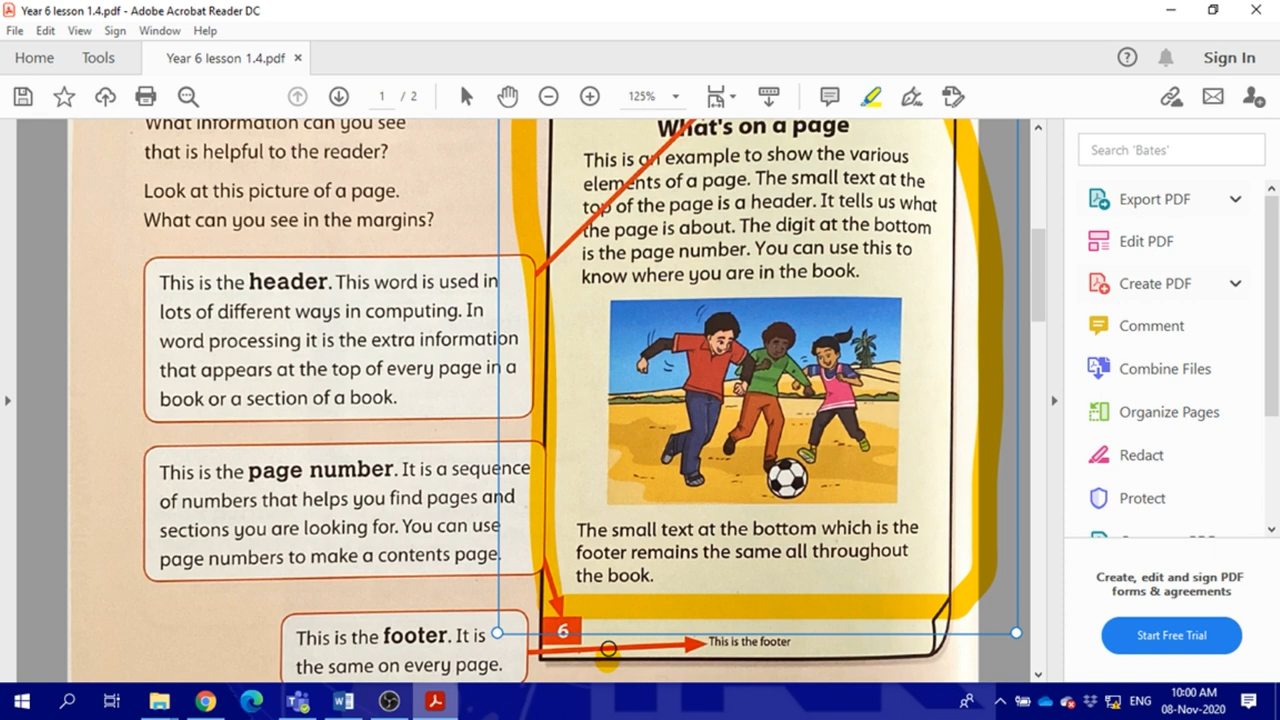 Year 6 lesson 1.4.pdf - Adobe Acrobat Reader DC
File Edit View Sign Window Help
Home Tools Year 6 lesson 1.4.pdf × Sign In
1 / 2 125%
What information can you see
that is helpful to the reader?
Look at this picture of a page.
What can you see in the margins?
This is the header. This word is used in
lots of different ways in computing. In
word processing it is the extra information
that appears at the top of every page in a
book or a section of a book.
This is the page number. It is a sequence
of numbers that helps you find pages and
sections you are looking for. You can use
page numbers to make a contents page.
This is the footer. It is
the same on every page.
What's on a page
This is an example to show the various
elements of a page. The small text at the
top of the page is a header. It tells us what
the page is about. The digit at the bottom
is the page number. You can use this to
know where you are in the book.
The small text at the bottom which is the
footer remains the same all throughout
the book.
6
This is the footer
Search 'Bates'
Export PDF
Edit PDF
Create PDF
Comment
Combine Files
Organize Pages
Redact
Protect
Create, edit and sign PDF
forms & agreements
Start Free Trial
ENG
10:00 AM
08-Nov-2020